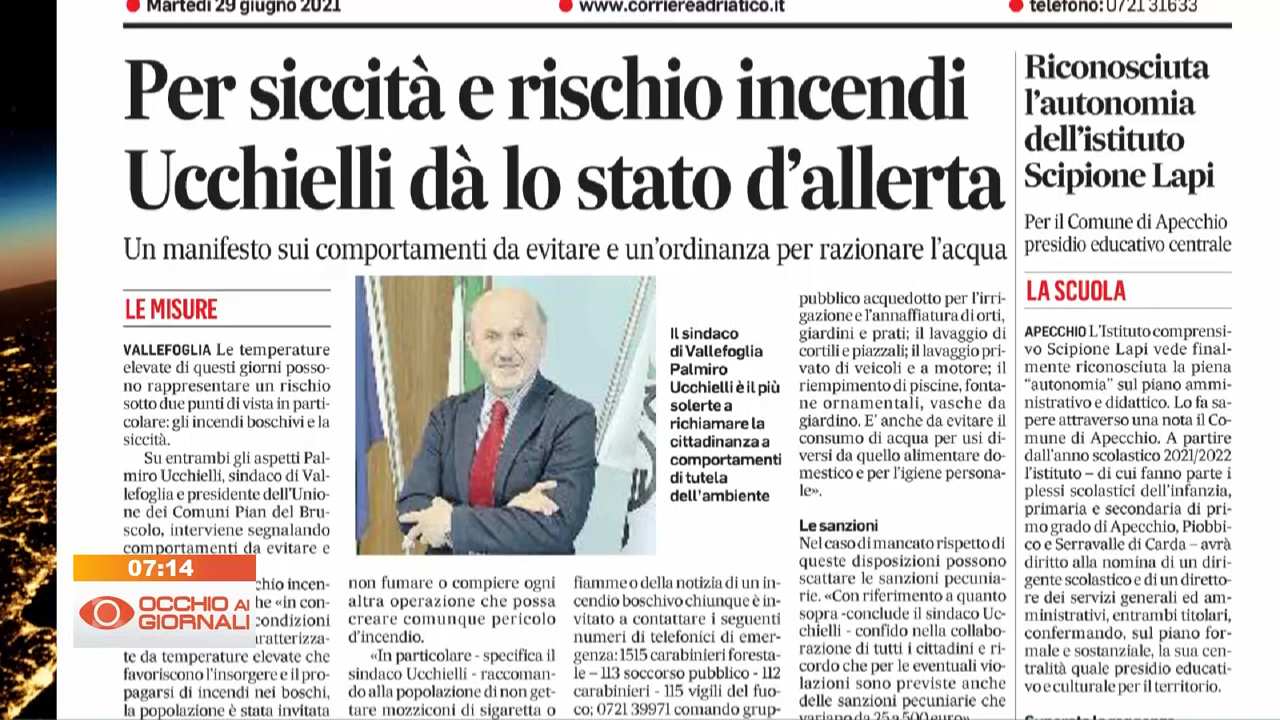 Martedì 29 giugno 2021
www.corriereadriatico.it
telefono: 0721 31633
Per siccità e rischio incendi
Ucchielli dà lo stato d'allerta
Un manifesto sui comportamenti da evitare e un'ordinanza per razionare l'acqua
LE MISURE
VALLEFOGLIA Le temperature
elevate di questi giorni posso-
no rappresentare un rischio
sotto due punti di vista in parti-
colare: gli incendi boschivi e la
siccità.
Su entrambi gli aspetti Pal-
miro Ucchielli, sindaco di Val-
lefoglia e presidente dell'Unio-
ne dei Comuni Pian del Bru-
scolo, interviene segnalando
comportamenti da evitare e
chio incen-
he «in con-
condizioni
aratterizza-
te da temperature elevate che
favoriscono l'insorgere e il pro-
pagarsi di incendi nei boschi,
la popolazione è stata invitata
non fumare o compiere ogni
altra operazione che possa
creare comunque pericolo
d'incendio.
«In particolare - specifica il
sindaco Ucchielli - raccoman-
do alla popolazione di non get-
tare mozziconi di sigaretta o
Il sindaco
di Vallefoglia
Palmiro
Ucchielli è il più
solerte a
richiamare la
cittadinanza a
comportamenti
di tutela
dell'ambiente
fiamme o della notizia di un in-
cendio boschivo chiunque è in-
vitato a contattare i seguenti
numeri di telefonici di emer-
genza: 1515 carabinieri foresta-
le – 113 soccorso pubblico - 112
carabinieri - 115 vigili del fuo-
co; 0721 39971 comando grup-
pubblico acquedotto per l'irri-
gazione e l'annaffiatura di orti,
giardini e prati; il lavaggio di
cortili e piazzali; il lavaggio pri-
vato di veicoli e a motore; il
riempimento di piscine, fonta-
ne ornamentali, vasche da
giardino. E' anche da evitare il
consumo di acqua per usi di-
versi da quello alimentare do-
mestico e per l'igiene persona-
le».
Le sanzioni
Nel caso di mancato rispetto di
queste disposizioni possono
scattare le sanzioni pecunia-
rie. «Con riferimento a quanto
sopra -conclude il sindaco Uc-
chielli - confido nella collabo-
razione di tutti i cittadini e ri-
cordo che per le eventuali vio-
lazioni sono previste anche
delle sanzioni pecuniarie che
variano da 25 a 500 euro».
Riconosciuta
l'autonomia
dell'istituto
Scipione Lapi
Per il Comune di Apecchio
presidio educativo centrale
LA SCUOLA
APECCHIO L'Istituto comprensi-
vo Scipione Lapi vede final-
mente riconosciuta la piena
"autonomia" sul piano ammi-
nistrativo e didattico. Lo fa sa-
pere attraverso una nota il Co-
mune di Apecchio. A partire
dall'anno scolastico 2021/2022
l'istituto – di cui fanno parte i
plessi scolastici dell'infanzia,
primaria e secondaria di pri-
mo grado di Apecchio, Piobbi-
co e Serravalle di Carda – avrà
diritto alla nomina di un diri-
gente scolastico e di un diretto-
re dei servizi generali ed am-
ministrativi, entrambi titolari,
confermando, sul piano for-
male e sostanziale, la sua cen-
tralità quale presidio educati-
vo e culturale per il territorio.
07:14
OCCHIO AI
GIORNALI